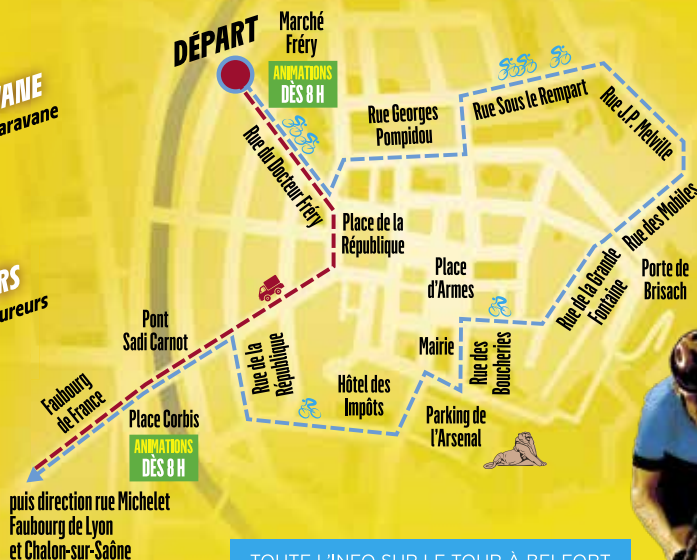 DÉPART
Marché
Fréry
ANIMATIONS
DÈS 8 H
Rue du Docteur Fréry
Rue Georges
Pompidou
Rue Sous le Rempart
Rue J.P. Melville
Rue des Mobiles
Porte de
Brisach
Rue de la Grande
Fontaine
Place de la
République
Place
d'Armes
Mairie
Rue des
Boucheries
Parking de
l'Arsenal
Hôtel des
Impôts
Rue de la
République
Pont
Sadi Carnot
Faubourg
de France
Place Corbis
ANIMATIONS
DÈS 8 H
puis direction rue Michelet
Faubourg de Lyon
et Chalon-sur-Saône
TOUTE L'INFO SUR LE TOUR À BELFORT